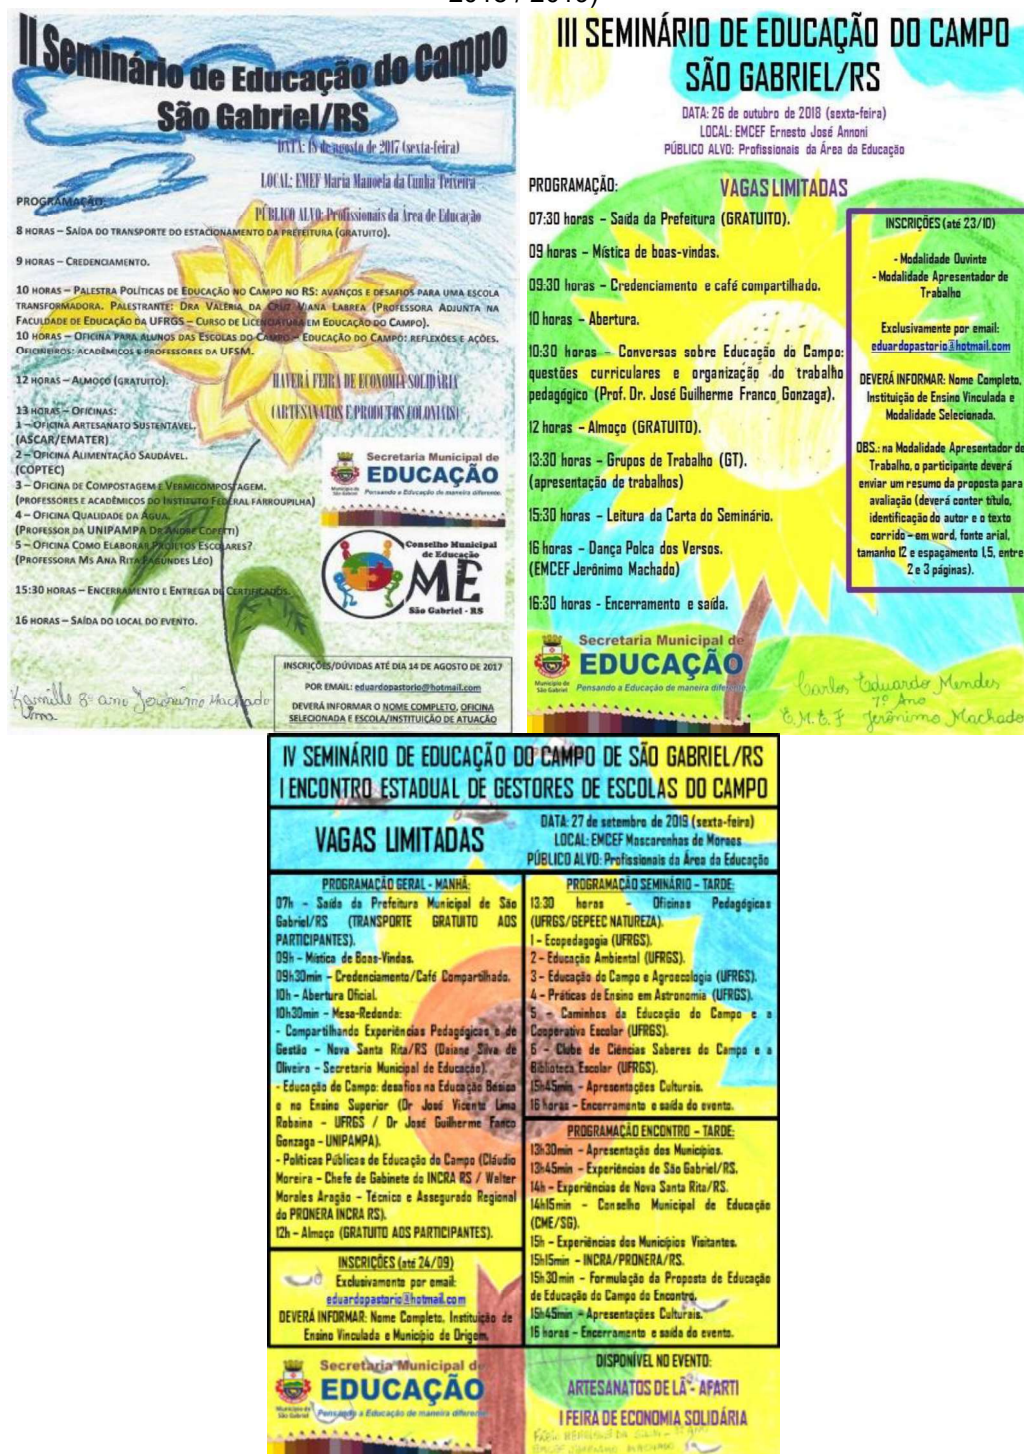 2018 / 2019)
II Seminário de Educação do Campo
São Gabriel/RS
DATA: 18 de agosto de 2017 (sexta-feira)
LOCAL: EMEF Maria Manoela da Cunha Teixeira
PÚBLICO ALVO: Profissionais da Área de Educação
PROGRAMAÇÃO:
8 HORAS – SAÍDA DO TRANSPORTE DO ESTACIONAMENTO DA PREFEITURA (GRATUITO).
9 HORAS – CREDENCIAMENTO.
10 HORAS – PALESTRA POLÍTICAS DE EDUCAÇÃO NO CAMPO NO RS: AVANÇOS E DESAFIOS PARA UMA ESCOLA
TRANSFORMADORA. PALESTRANTE: DRA VALÉRIA DA CRUZ VIANA LABREA (PROFESSORA ADJUNTA NA
FACULDADE DE EDUCAÇÃO DA UFRGS – CURSO DE LICENCIATURA EM EDUCAÇÃO DO CAMPO).
10 HORAS – OFICINA PARA ALUNOS DAS ESCOLAS DO CAMPO – EDUCAÇÃO DO CAMPO: REFLEXÕES E AÇÕES.
OFICINEIROS: ACADÊMICOS E PROFESSORES DA UFSM.
12 HORAS – ALMOÇO (GRATUITO).
HAVERÁ FEIRA DE ECONOMIA SOLIDÁRIA
(ARTESANATOS E PRODUTOS COLONIAIS)
13 HORAS – OFICINAS:
1 – OFICINA ARTESANATO SUSTENTÁVEL.
(ASCAR/EMATER)
2 – OFICINA ALIMENTAÇÃO SAUDÁVEL.
(COPTEC)
3 – OFICINA DE COMPOSTAGEM E VERMICOMPOSTAGEM.
(PROFESSORES E ACADÊMICOS DO INSTITUTO FEDERAL FARROUPILHA)
4 – OFICINA QUALIDADE DA ÁGUA.
(PROFESSOR DA UNIPAMPA DR ANDRÉ COPETTI)
5 – OFICINA COMO ELABORAR PROJETOS ESCOLARES?
(PROFESSORA MS ANA RITA FAGUNDES LÉO)
15:30 HORAS – ENCERRAMENTO E ENTREGA DE CERTIFICADOS.
16 HORAS – SAÍDA DO LOCAL DO EVENTO.
Secretaria Municipal de
EDUCAÇÃO
Pensando a Educação de maneira diferente.
Município de
São Gabriel
Conselho Municipal
de Educação
ME
São Gabriel - RS
INSCRIÇÕES/DÚVIDAS ATÉ DIA 14 DE AGOSTO DE 2017
POR EMAIL: eduardopastorio@hotmail.com
DEVERÁ INFORMAR O NOME COMPLETO, OFICINA
SELECIONADA E ESCOLA/INSTITUIÇÃO DE ATUAÇÃO
Kamille 8º ano Jerônimo Machado
III SEMINÁRIO DE EDUCAÇÃO DO CAMPO
SÃO GABRIEL/RS
DATA: 26 de outubro de 2018 (sexta-feira)
LOCAL: EMCEF Ernesto José Annoni
PÚBLICO ALVO: Profissionais da Área da Educação
PROGRAMAÇÃO:
VAGAS LIMITADAS
07:30 horas – Saída da Prefeitura (GRATUITO).
09 horas – Mística de boas-vindas.
09:30 horas – Credenciamento e café compartilhado.
10 horas – Abertura.
10:30 horas – Conversas sobre Educação do Campo:
questões curriculares e organização do trabalho
pedagógico (Prof. Dr. José Guilherme Franco Gonzaga).
12 horas – Almoço (GRATUITO).
13:30 horas – Grupos de Trabalho (GT).
(apresentação de trabalhos)
15:30 horas – Leitura da Carta do Seminário.
16 horas – Dança Polca dos Versos.
(EMCEF Jerônimo Machado)
16:30 horas - Encerramento e saída.
INSCRIÇÕES (até 23/10)
- Modalidade Ouvinte
- Modalidade Apresentador de
Trabalho
Exclusivamente por email:
eduardopastorio@hotmail.com
DEVERÁ INFORMAR: Nome Completo,
Instituição de Ensino Vinculada e
Modalidade Selecionada.
OBS.: na Modalidade Apresentador de
Trabalho, o participante deverá
enviar um resumo da proposta para
avaliação (deverá conter título,
identificação do autor e o texto
corrido – em word, fonte arial,
tamanho 12 e espaçamento 1,5, entre
2 e 3 páginas).
Secretaria Municipal de
EDUCAÇÃO
Pensando a Educação de maneira diferente.
Município de
São Gabriel
Carlos Eduardo Mendes
7º Ano
E.M.E.F Jerônimo Machado
IV SEMINÁRIO DE EDUCAÇÃO DO CAMPO DE SÃO GABRIEL/RS
I ENCONTRO ESTADUAL DE GESTORES DE ESCOLAS DO CAMPO
VAGAS LIMITADAS
DATA: 27 de setembro de 2019 (sexta-feira)
LOCAL: EMCEF Mascarenhas de Moraes
PÚBLICO ALVO: Profissionais da Área da Educação
PROGRAMAÇÃO GERAL - MANHÃ:
07h – Saída da Prefeitura Municipal de São
Gabriel/RS (TRANSPORTE GRATUITO AOS
PARTICIPANTES).
09h – Mística de Boas-Vindas.
09h30min – Credenciamento/Café Compartilhado.
10h – Abertura Oficial.
10h30min – Mesa-Redonda:
- Compartilhando Experiências Pedagógicas e de
Gestão – Nova Santa Rita/RS (Daiane Silva de
Oliveira – Secretaria Municipal de Educação).
- Educação do Campo: desafios na Educação Básica
e no Ensino Superior (Dr José Vicente Lima
Robaina – UFRGS / Dr José Guilherme Fanco
Gonzaga – UNIPAMPA).
- Políticas Públicas de Educação do Campo (Cláudio
Moreira – Chefe de Gabinete do INCRA RS / Walter
Morales Aragão – Técnico e Assegurado Regional
do PRONERA INCRA RS).
12h – Almoço (GRATUITO AOS PARTICIPANTES).
INSCRIÇÕES (até 24/09)
Exclusivamente por email:
eduardopastorio@hotmail.com
DEVERÁ INFORMAR: Nome Completo, Instituição de
Ensino Vinculada e Município de Origem.
PROGRAMAÇÃO SEMINÁRIO – TARDE:
13:30 horas – Oficinas Pedagógicas
(UFRGS/GEPEEC NATUREZA).
1 – Ecopedagogia (UFRGS).
2 – Educação Ambiental (UFRGS).
3 – Educação do Campo e Agroecologia (UFRGS).
4 – Práticas de Ensino em Astronomia (UFRGS).
5 – Caminhos da Educação do Campo e a
Cooperativa Escolar (UFRGS).
6 – Clube de Ciências Saberes do Campo e a
Biblioteca Escolar (UFRGS).
15h45min – Apresentações Culturais.
16 horas – Encerramento e saída do evento.
PROGRAMAÇÃO ENCONTRO – TARDE:
13h30min – Apresentação dos Municípios.
13h45min – Experiências de São Gabriel/RS.
14h – Experiências de Nova Santa Rita/RS.
14h15min – Conselho Municipal de Educação
(CME/SG).
15h – Experiências dos Municípios Visitantes.
15h15min – INCRA/PRONERA/RS.
15h30min – Formulação da Proposta de Educação
de Educação do Campo do Encontro.
15h45min – Apresentações Culturais.
16 horas – Encerramento e saída do evento.
Secretaria Municipal de
EDUCAÇÃO
Pensando a Educação de maneira diferente.
Município de
São Gabriel
DISPONÍVEL NO EVENTO:
ARTESANATOS DE LÃ - APARTI
I FEIRA DE ECONOMIA SOLIDÁRIA